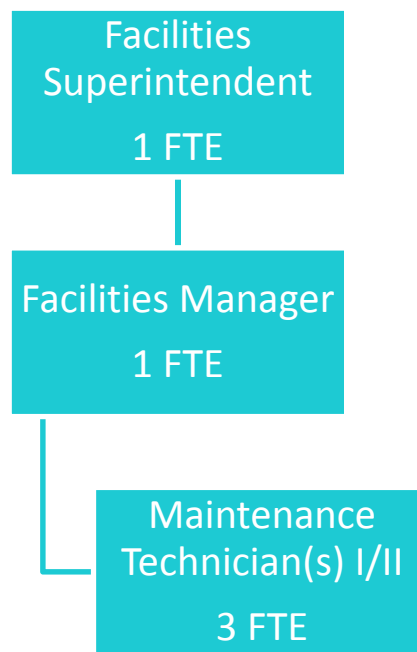 Facilities
Superintendent
1 FTE
Facilities Manager
1 FTE
Maintenance
Technician(s) I/II
3 FTE